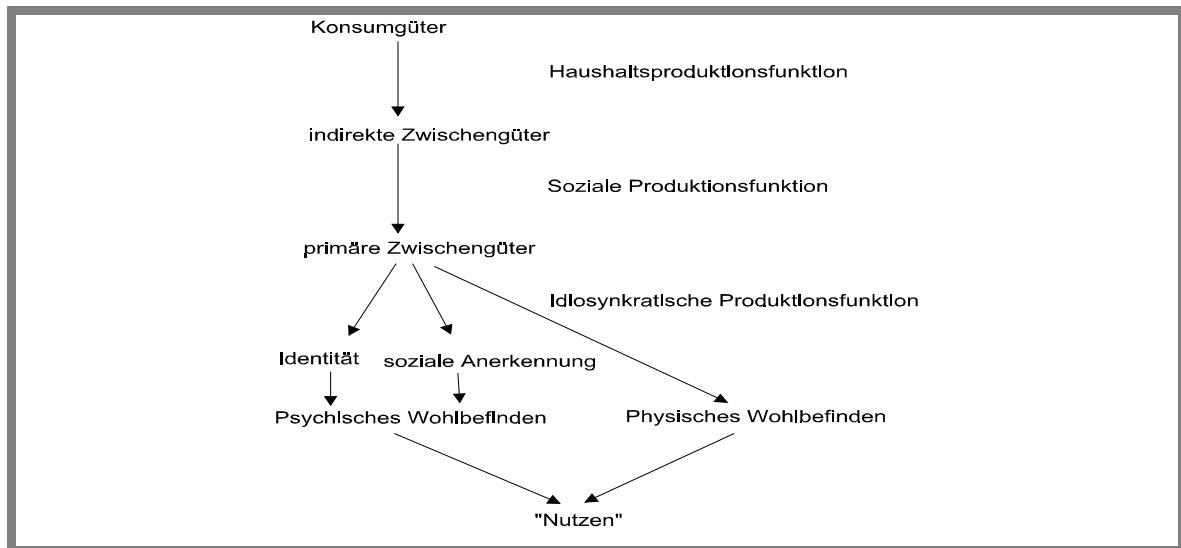 Konsumgüter
Haushaltsproduktionsfunktion
indirekte Zwischengüter
Soziale Produktionsfunktion
primäre Zwischengüter
Idiosynkratische Produktionsfunktion
Identität
soziale Anerkennung
Psychisches Wohlbefinden
Physisches Wohlbefinden
"Nutzen"